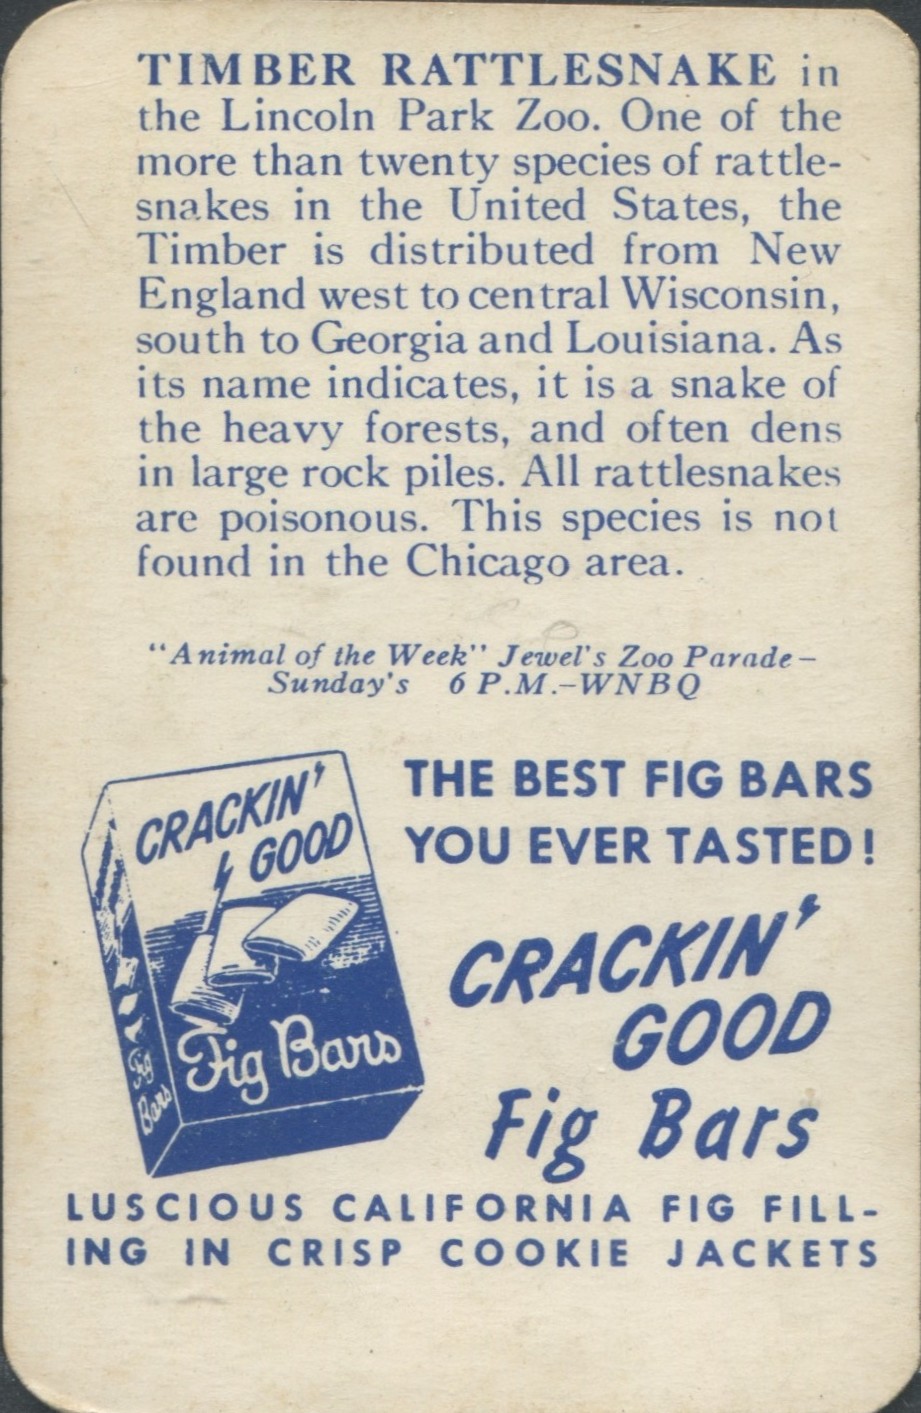 TIMBER RATTLESNAKE in
the Lincoln Park Zoo. One of the
more than twenty species of rattle-
snakes in the United States, the
Timber is distributed from New
England west to central Wisconsin,
south to Georgia and Louisiana. As
its name indicates, it is a snake of
the heavy forests, and often dens
in large rock piles. All rattlesnakes
are poisonous. This species is not
found in the Chicago area.
"Animal of the Week" Jewel's Zoo Parade—
Sunday's 6 P.M.—WNBQ
CRACKIN'
GOOD
Fig Bars
Fig
Bars
THE BEST FIG BARS
YOU EVER TASTED!
CRACKIN'
GOOD
Fig Bars
LUSCIOUS CALIFORNIA FIG FILL-
ING IN CRISP COOKIE JACKETS